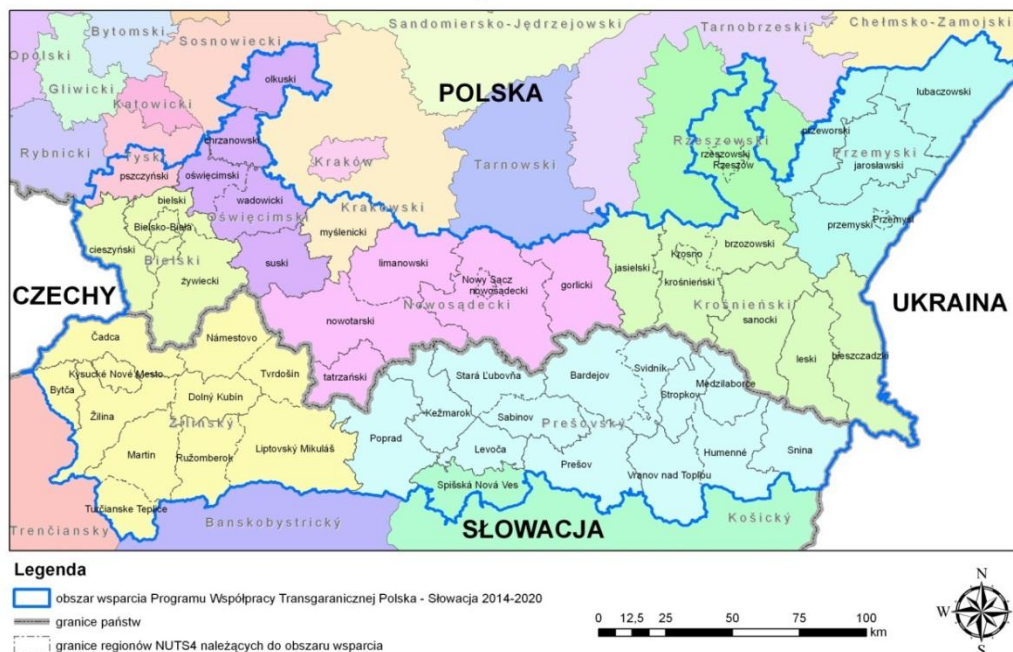 Sandomiersko-Jędrzejowski
Chełmsko-Zamojski
Bytomski
Sosnowiecki
Tarnobrzeski
Opolski
olkuski
POLSKA
Gliwicki
lubaczowski
Katowicki
chrzanowski
przeworski
Rzeszowski
Rybnicki
Tyski
Kraków
Tarnowski
rzeszowski
Rzeszów
Przemyski
jarosławski
pszczyński
oświęcimski
bielski
wadowicki
Oświęcimski
Krakowski
Bielsko-Biała
myślenicki
przemyski
Przemyśl
cieszyński
Bielski
brzozowski
Krosno
suski
limanowski
jasielski
żywiecki
Nowy Sącz
nowosądecki
gorlicki
krośnieński
Krośnieński
CZECHY
Nowosądecki
UKRAINA
nowotarski
sanocki
Čadca
Námestovo
leski
bieszczadzki
tatrzański
Stará Ľubovňa
Bardejov
Svidník
Medzilaborce
Kysucké Nové Mesto
Tvrdošín
Bytča
Dolný Kubín
Stropkov
Kežmarok
Sabinov
Žilina
Žilinský
Prešovský
Poprad
Levoča
Martin
Ružomberok
Liptovský Mikuláš
Prešov
Humenné
Snina
Vranov nad Topľou
Spišská Nová Ves
Turčianske Teplice
Trenčiansky
Banskobystrický
SŁOWACJA
Košický
Legenda
obszar wsparcia Programu Współpracy Transgaranicznej Polska - Słowacja 2014-2020
granice państw
granice regionów NUTS4 należących do obszaru wsparcia
0 12,5 25 50 75 100
km
N
W E
S